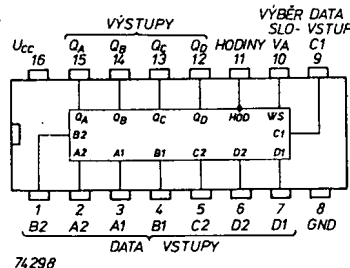 VÝSTUPY
VÝBĚR DATA
SLO- VSTUP
UCC QA QB QC QD HODINY VA C1
16 15 14 13 12 11 10 9
QA QB QC QD HOD WS
B2 C1
A2 A1 B1 C2 D2 D1
1 2 3 4 5 6 7 8
B2 A2 A1 B1 C2 D2 D1 GND
DATA VSTUPY
74298